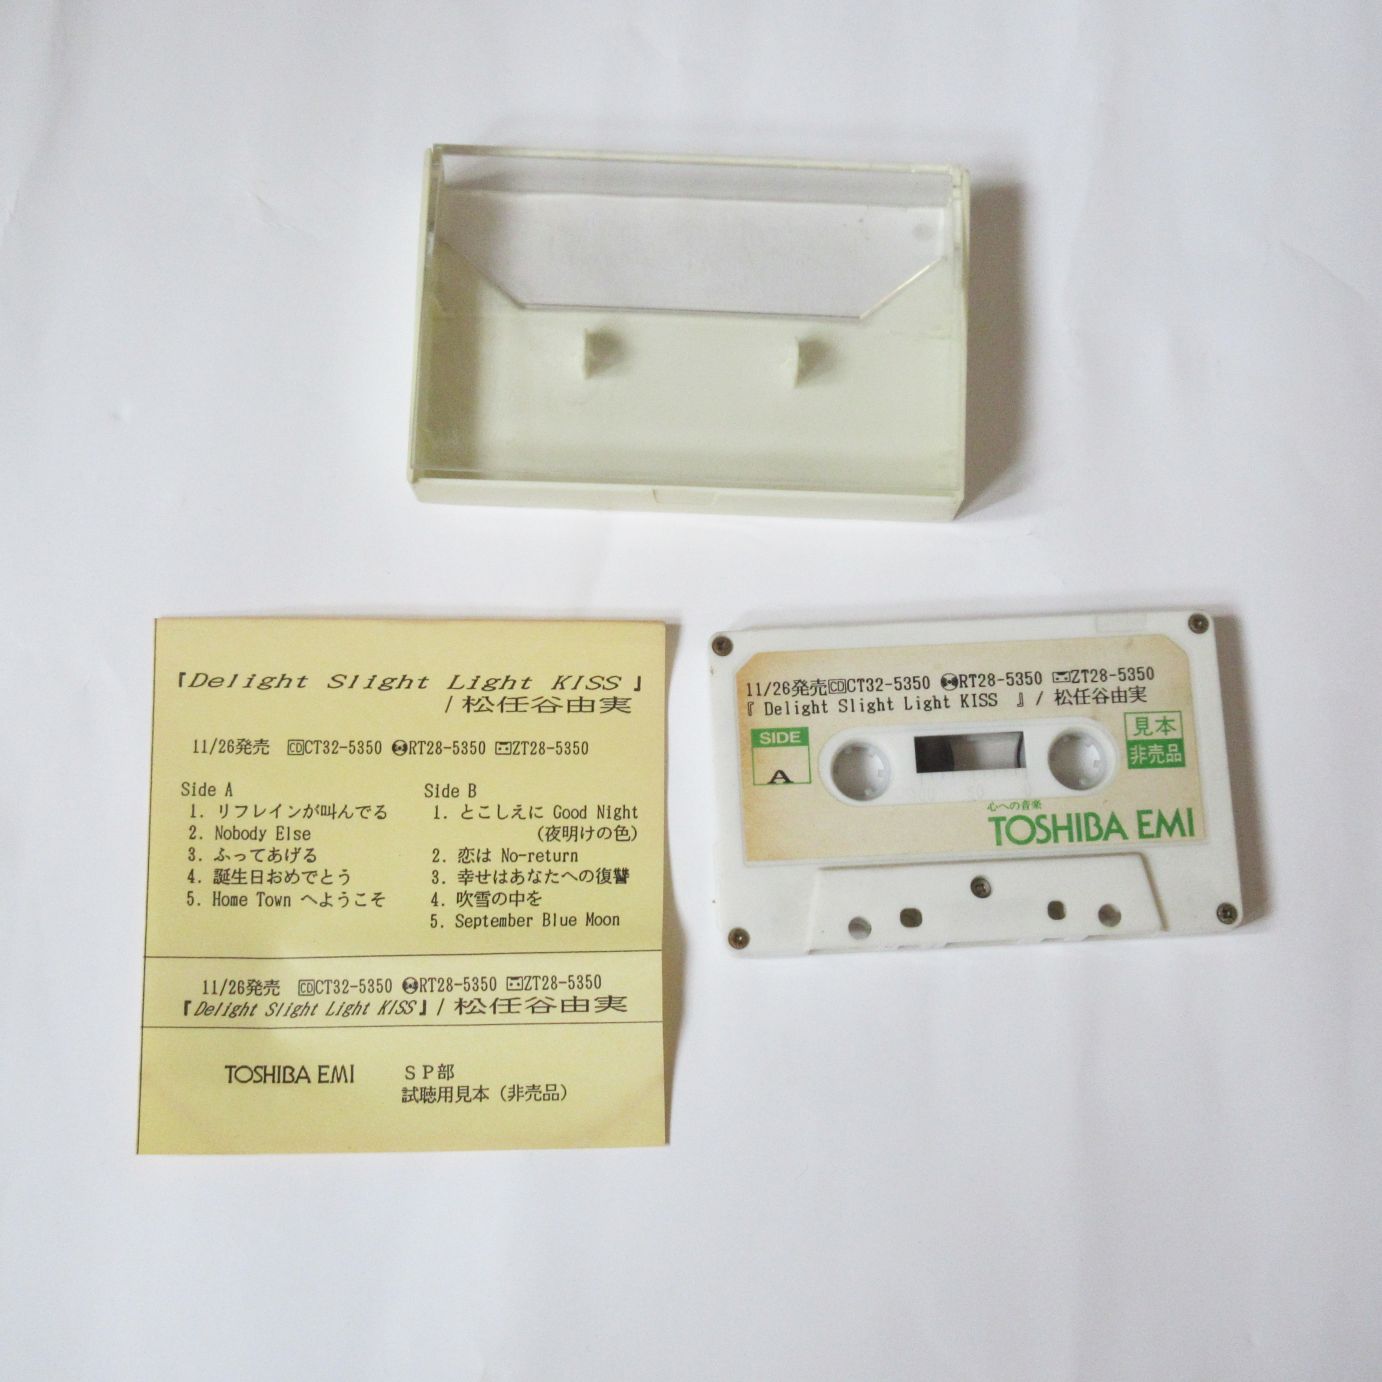 『Delight Slight Light KISS』
/松任谷由実
11/26発売 CDCT32-5350 RT28-5350 ZT28-5350
Side A
1. リフレインが叫んでる
2. Nobody Else
3. ふってあげる
4. 誕生日おめでとう
5. Home Town へようこそ
Side B
1. とこしえに Good Night
(夜明けの色)
2. 恋は No-return
3. 幸せはあなたへの復讐
4. 吹雪の中を
5. September Blue Moon
11/26発売 CDCT32-5350 RT28-5350 ZT28-5350
『Delight Slight Light KISS』/松任谷由実
TOSHIBA EMI SP部
試聴用見本(非売品)
11/26発売CDCT32-5350 RT28-5350 ZT28-5350
『Delight Slight Light KISS 』/ 松任谷由実
SIDE
A
見本
非売品
心への音楽
TOSHIBA EMI